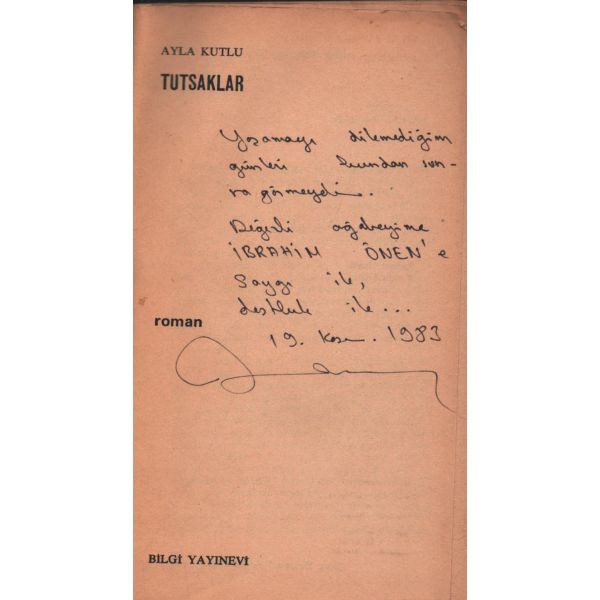 AYLA KUTLU
TUTSAKLAR
Yaşamayı dilemediğim
günleri bundan son-
ra görmeydi.
Değerli ağabeyime
İBRAHİM ÖNEN'e
Saygı ile,
dostluk ile...
roman
19. Kasım. 1983
BİLGİ YAYINEVİ